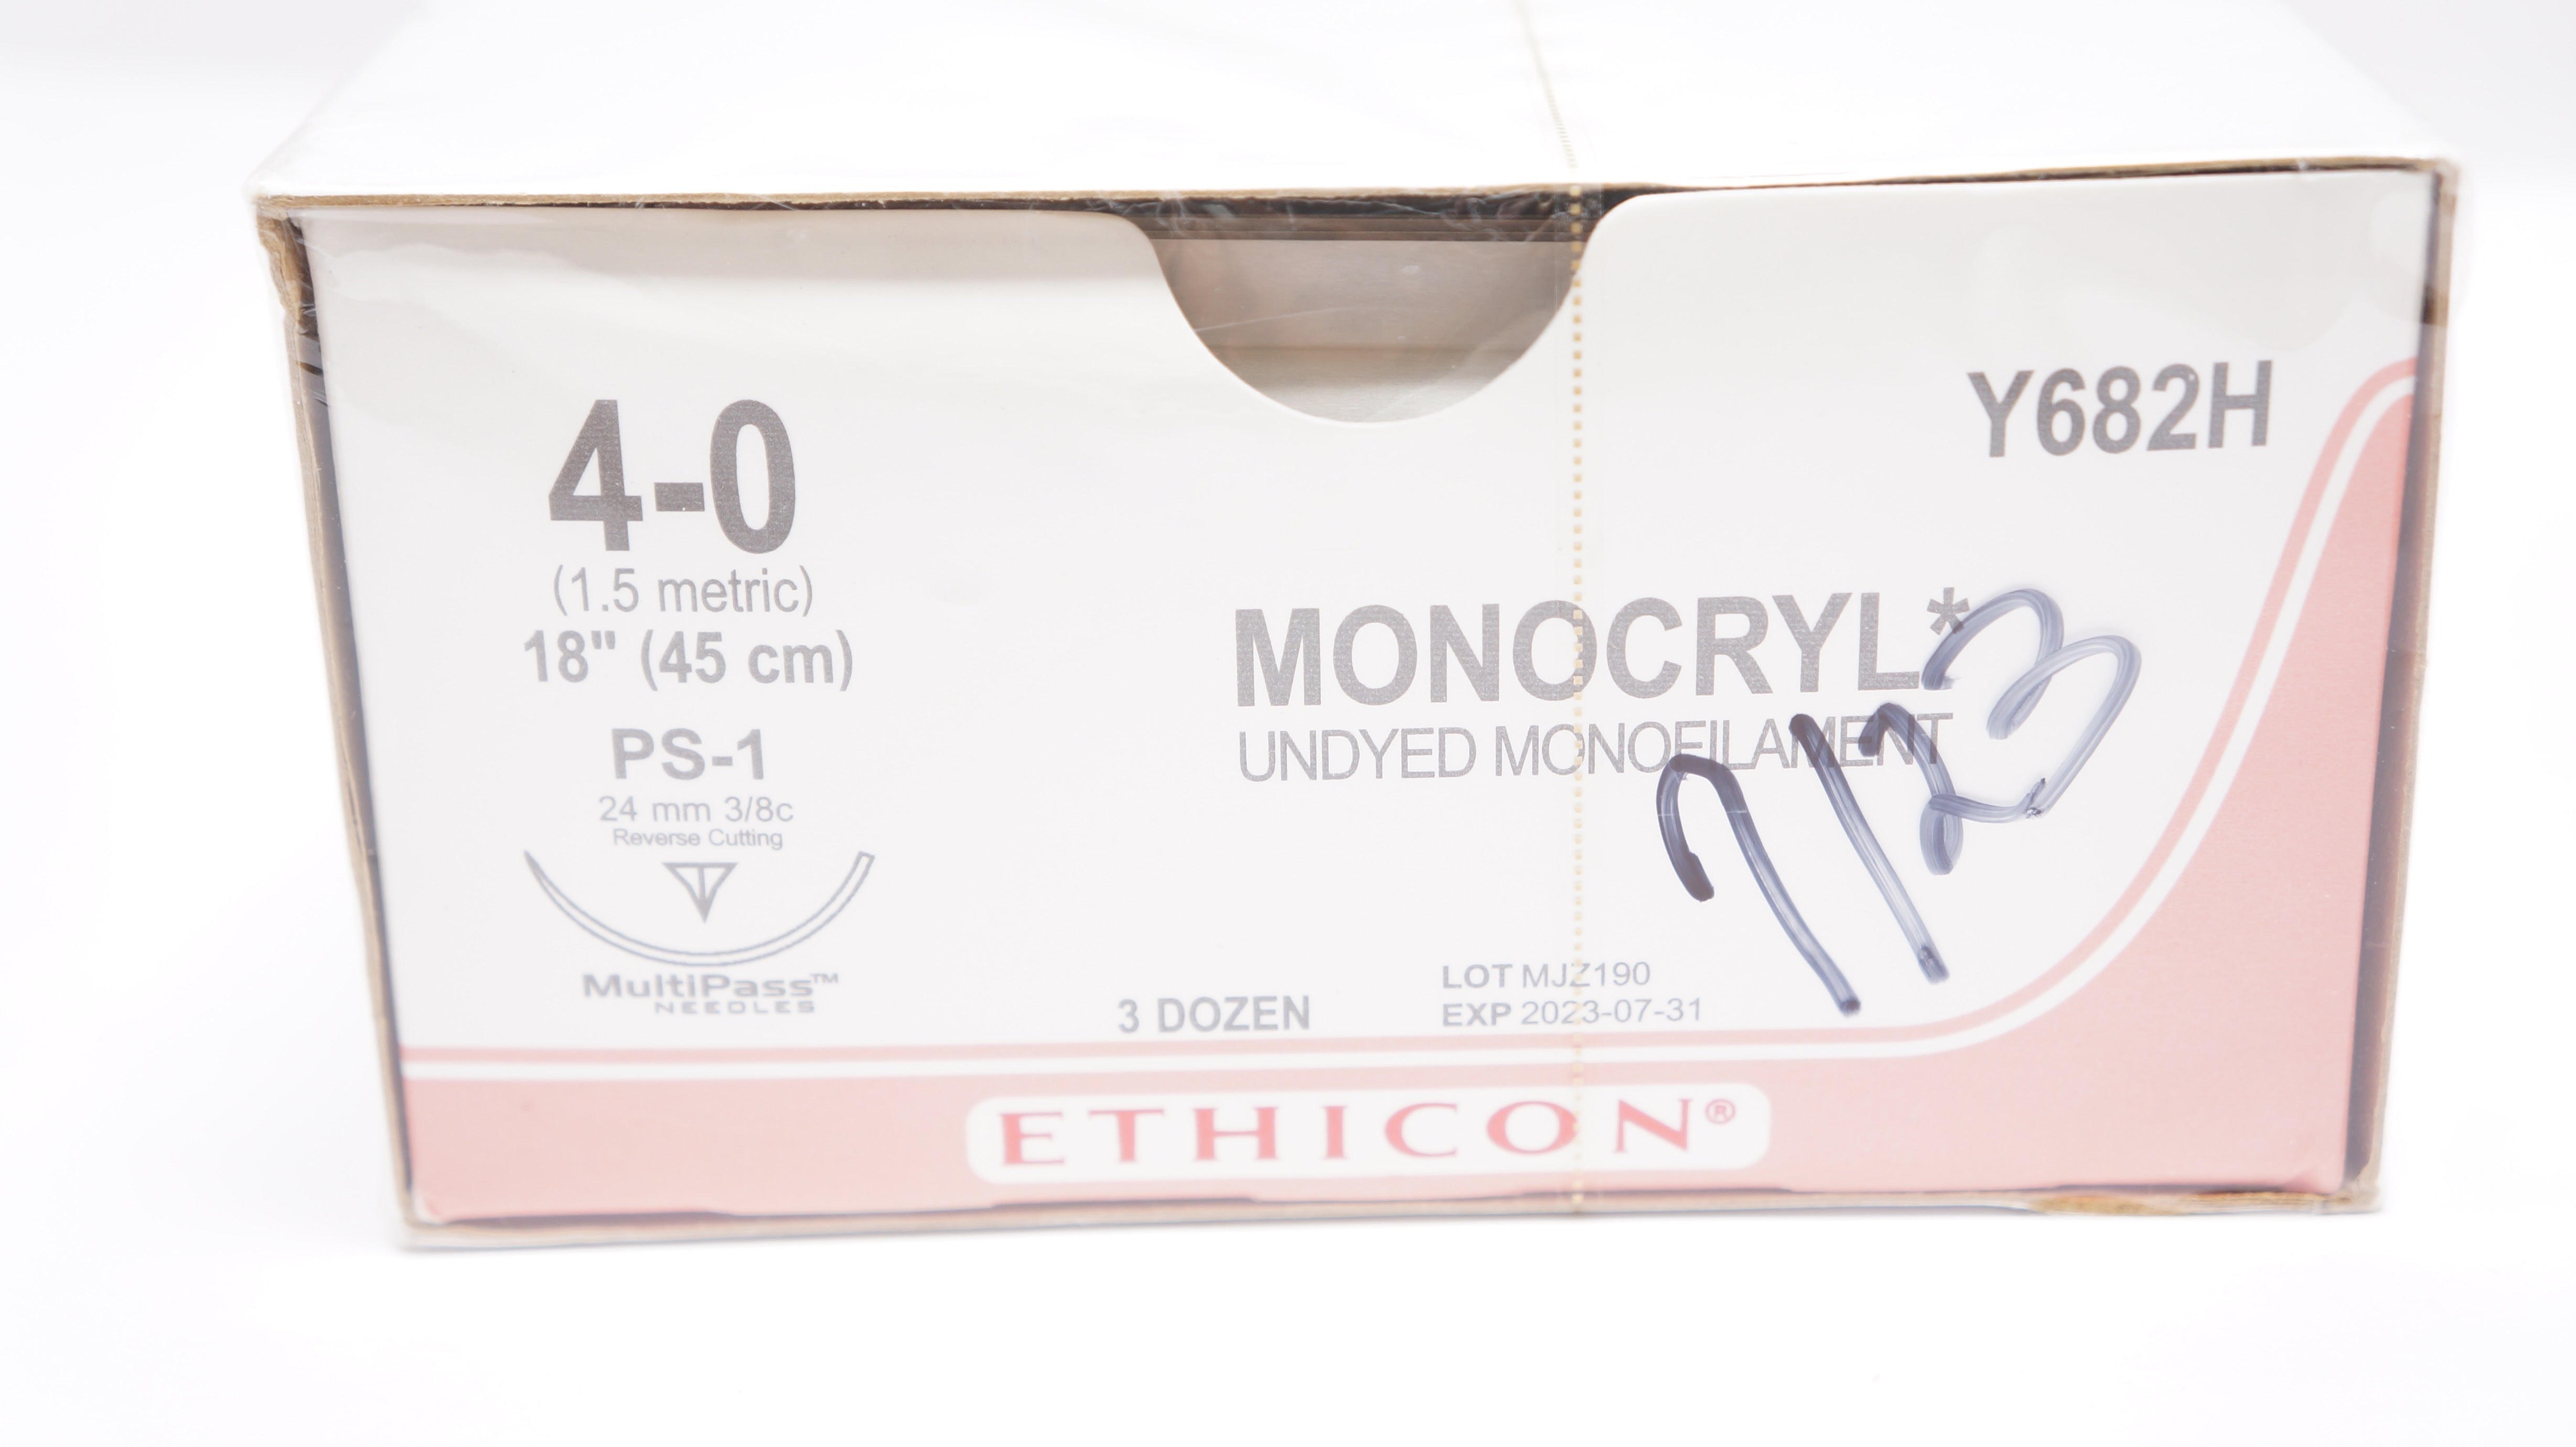 4-0
(1.5 metric)
18" (45 cm)
PS-1
24 mm 3/8c
Reverse Cutting
MultiPass™
NEEDLES
Y682H
MONOCRYL*
UNDYED MONOFILAMENT
7/23
3 DOZEN
LOT MJZ190
EXP 2023-07-31
ETHICON®